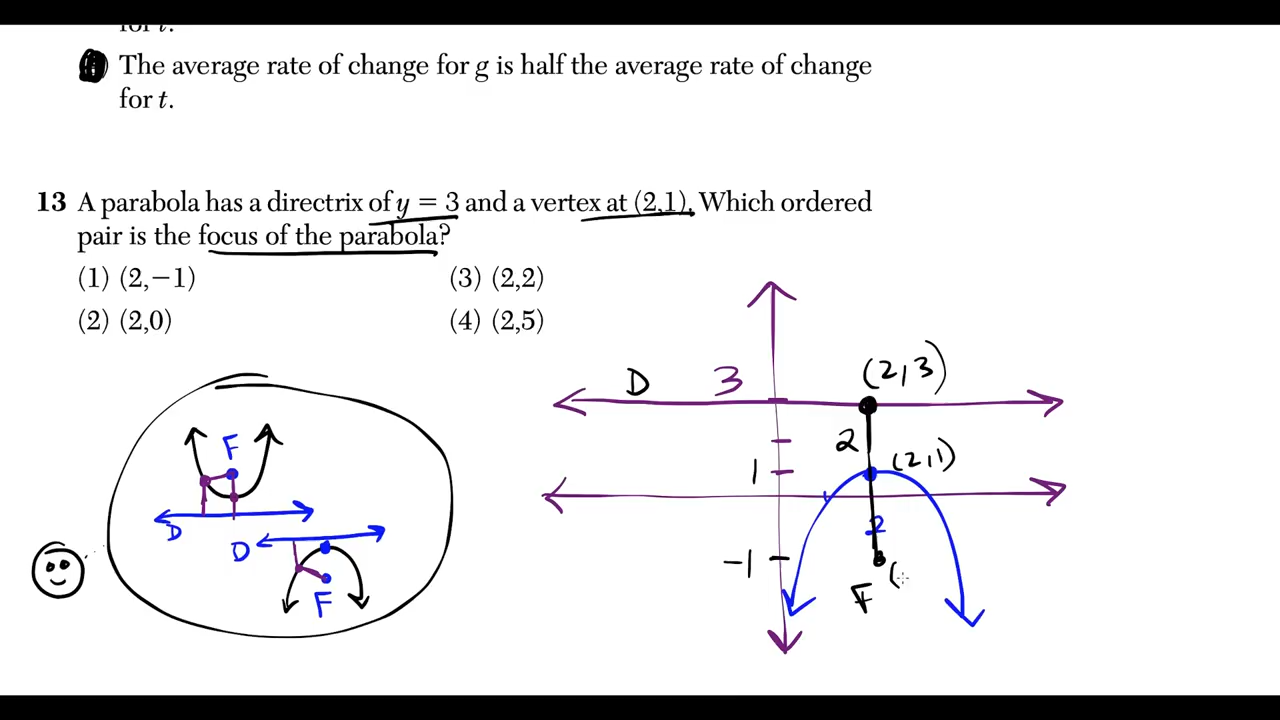 for t.
The average rate of change for g is half the average rate of change
for t.
13 A parabola has a directrix of y = 3 and a vertex at (2,1). Which ordered
pair is the focus of the parabola?
(1) (2,−1) (3) (2,2)
(2) (2,0) (4) (2,5)
D 3 (2,3)
2
1 (2,1)
2
-1
F (
F
D
D
F